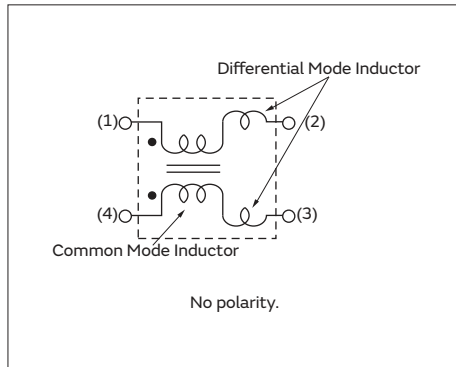 Differential Mode Inductor
(1)
(2)
(4)
(3)
Common Mode Inductor
No polarity.